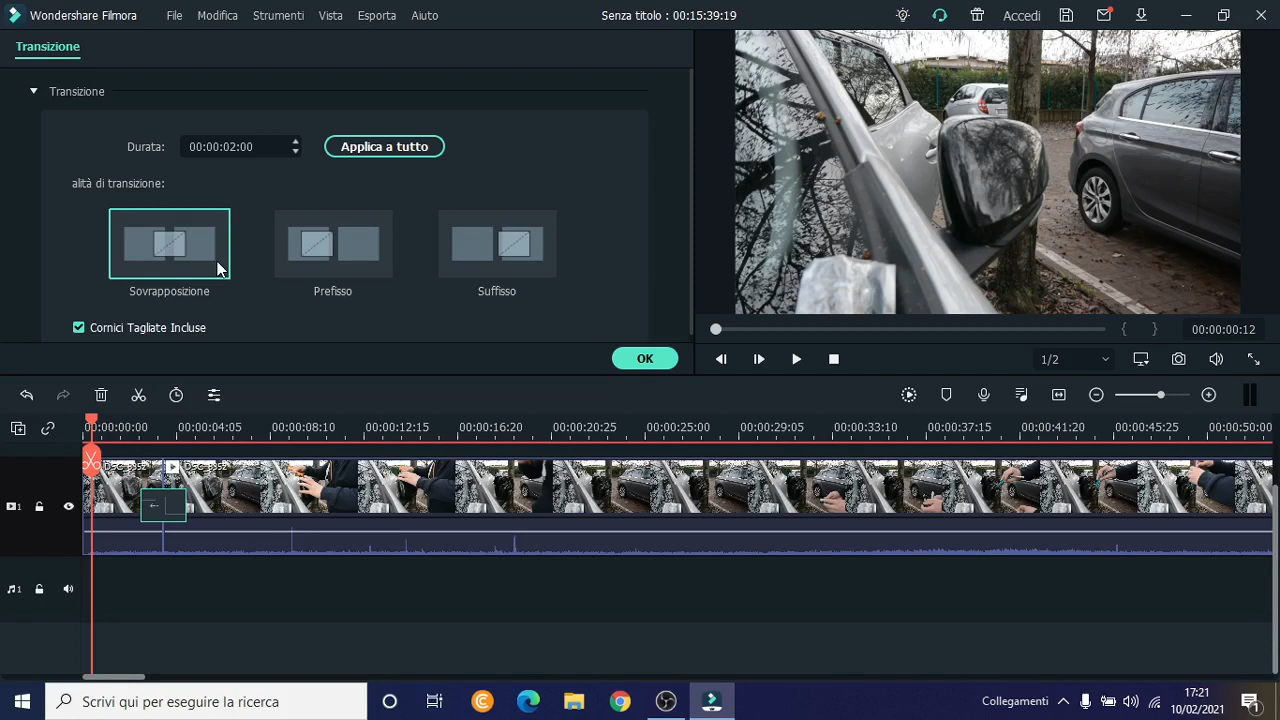 Wondershare Filmora File Modifica Strumenti Vista Esporta Aiuto Senza titolo : 00:15:39:19 Accedi
Transizione
Transizione
Durata: 00:00:02:00 Applica a tutto
alità di transizione:
Sovrapposizione Prefisso Suffisso
Cornici Tagliate Incluse
OK
00:00:00:12
1/2
00:00:00:00 00:00:04:05 00:00:08:10 00:00:12:15 00:00:16:20 00:00:20:25 00:00:25:00 00:00:29:05 00:00:33:10 00:00:37:15 00:00:41:20 00:00:45:25 00:00:50:00
1
1
Scrivi qui per eseguire la ricerca
Collegamenti
17:21
10/02/2021
1